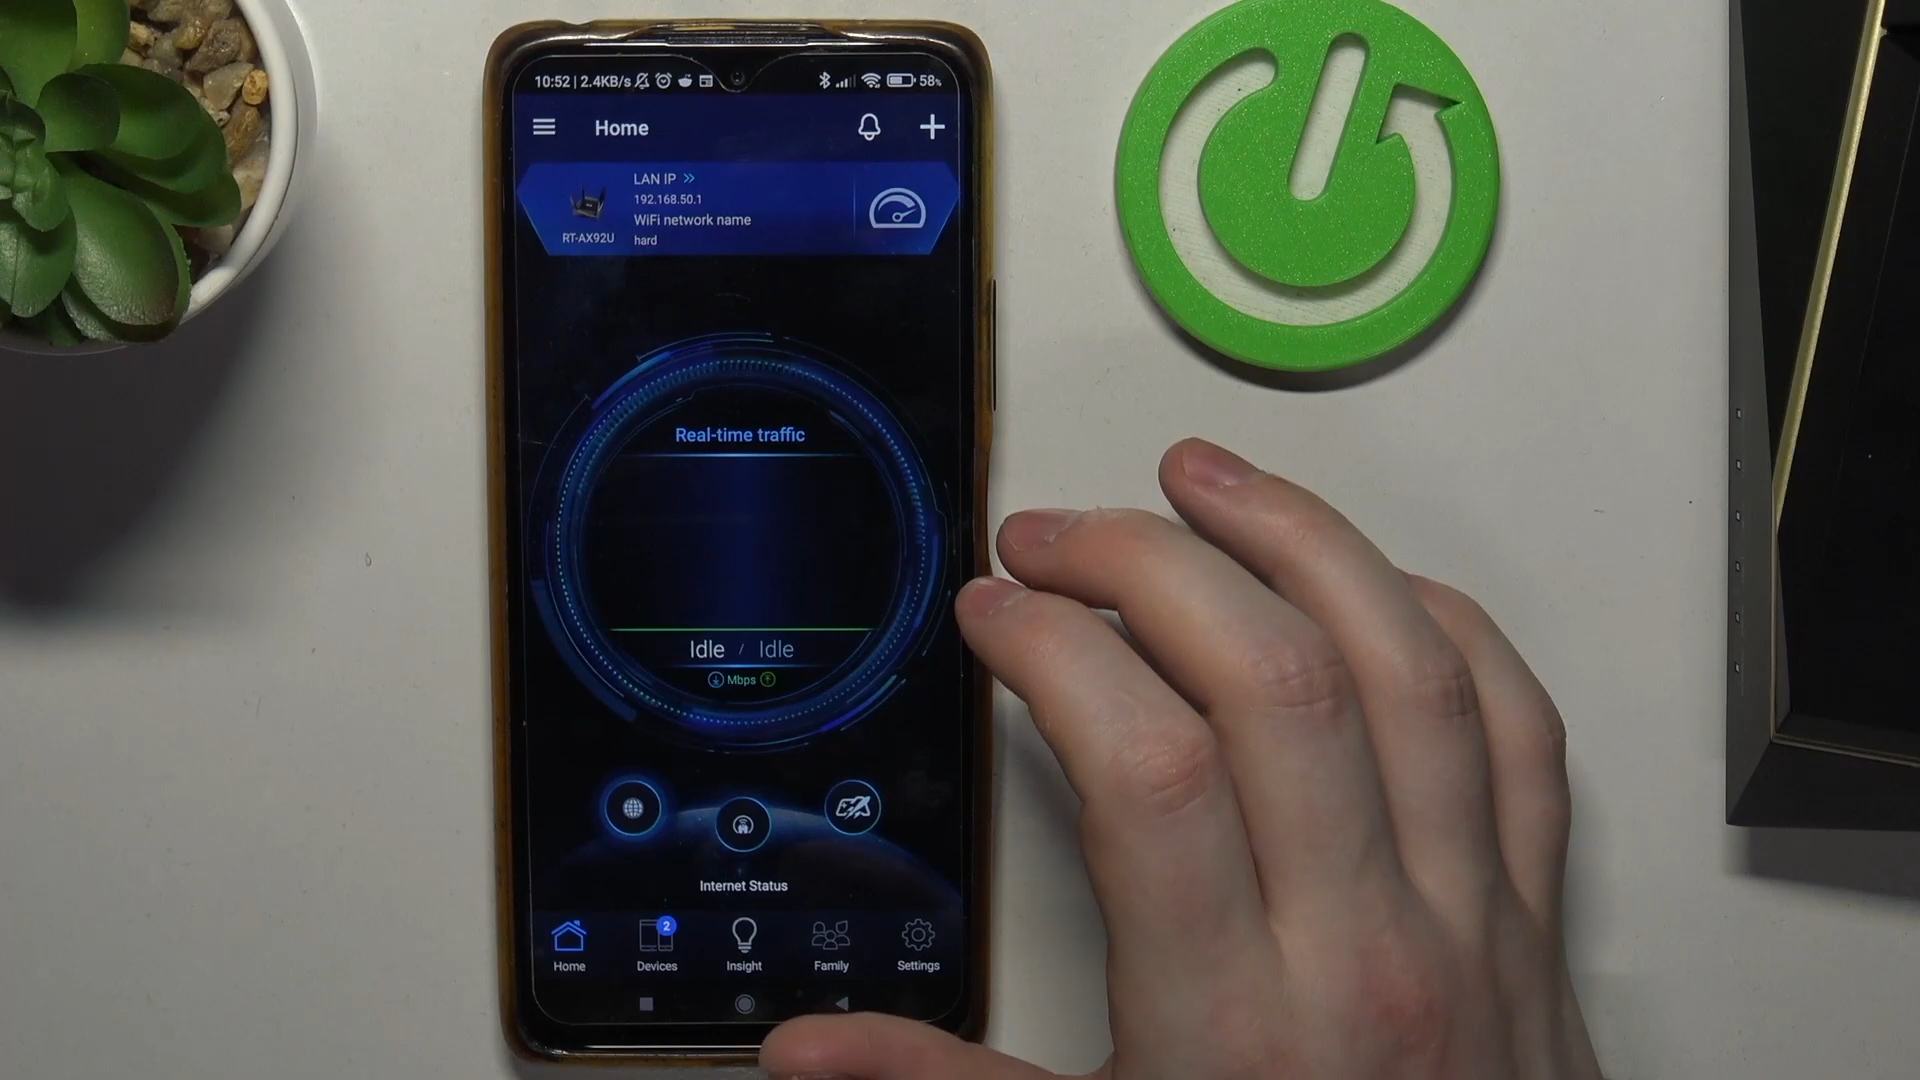 10:52 | 2.4KB/s 58%
Home
LAN IP »
192.168.50.1
WiFi network name
RT-AX92U
hard
Real-time traffic
Idle / Idle
Mbps
Internet Status
2
Home Devices Insight Family Settings